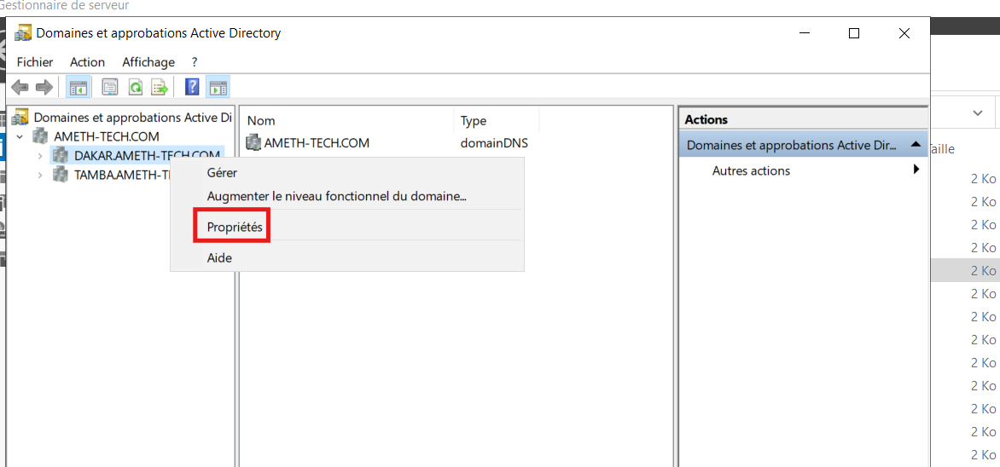 Gestionnaire de serveur
Domaines et approbations Active Directory
Fichier Action Affichage ?
Domaines et approbations Active Di
AMETH-TECH.COM
DAKAR.AMETH-TECH.COM
TAMBA.AMETH-T
Gérer
Augmenter le niveau fonctionnel du domaine...
Propriétés
Aide
Nom Type
AMETH-TECH.COM domainDNS
Actions
Domaines et approbations Active Dir...
Autres actions
aille
2 Ko
2 Ko
2 Ko
2 Ko
2 Ko
2 Ko
2 Ko
2 Ko
2 Ko
2 Ko
2 Ko
2 Ko
2 Ko